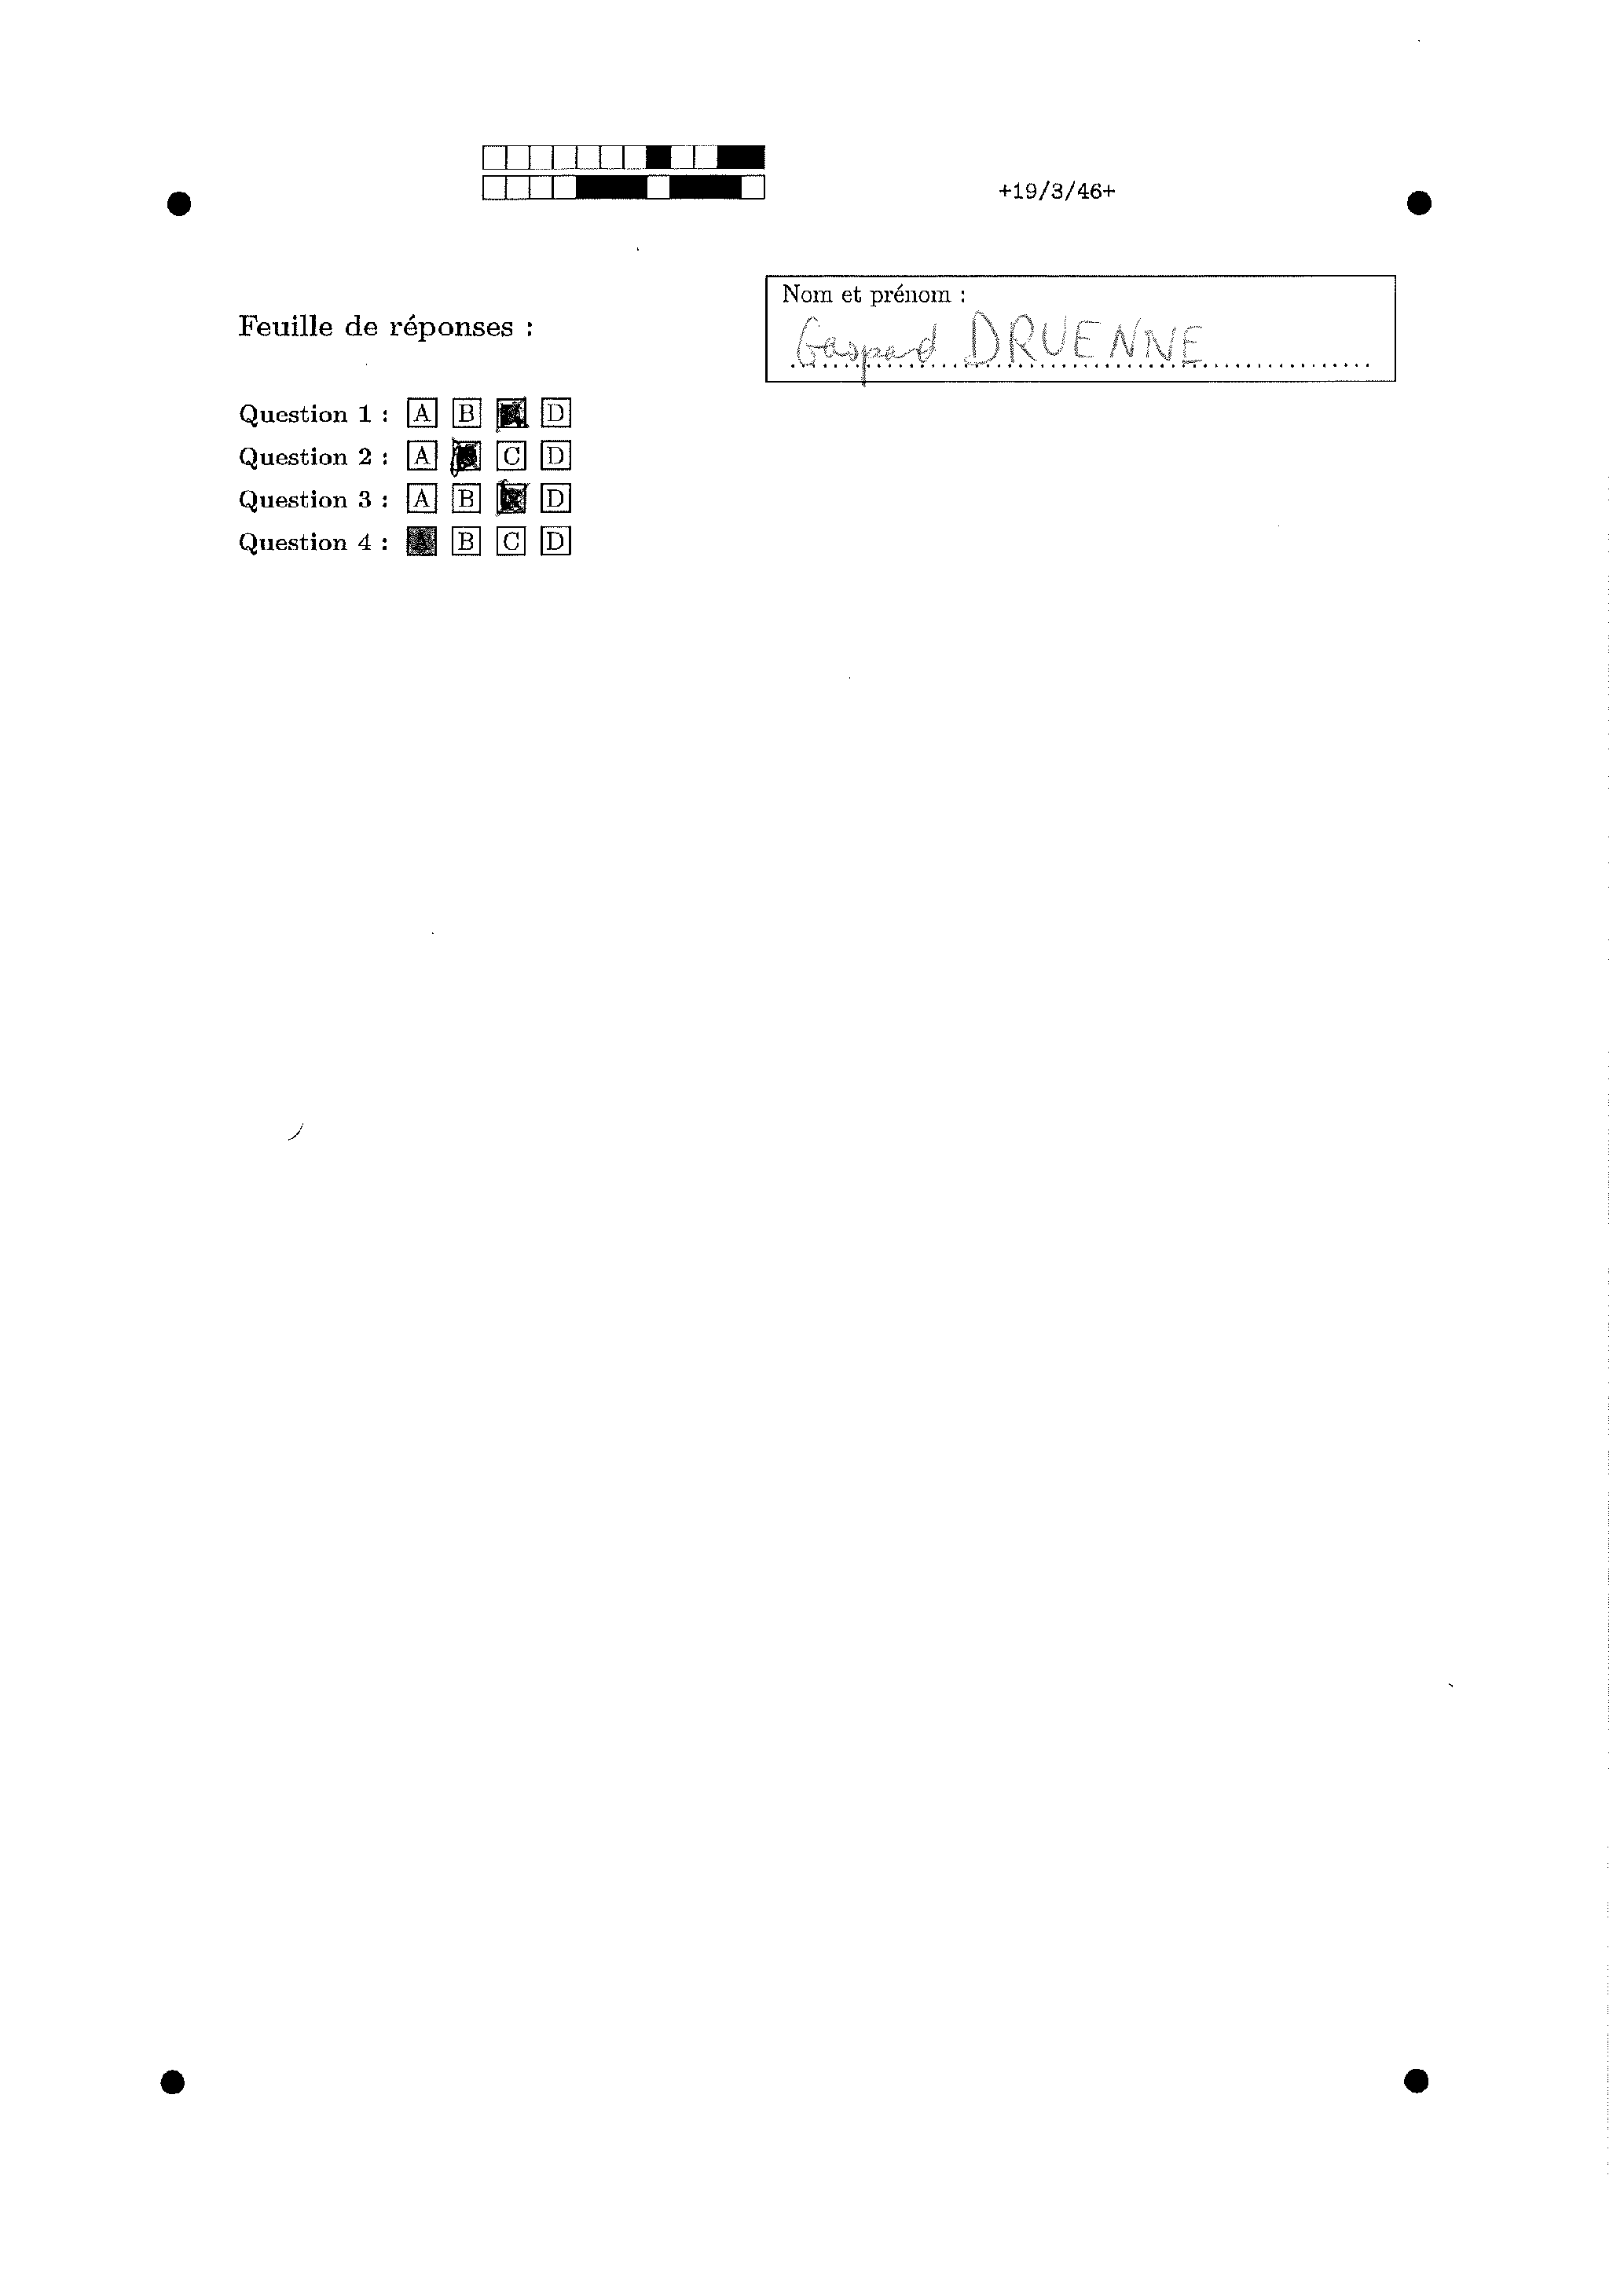 +19/3/46+
Nom et prénom :
Gaspard DRUENNE
Feuille de réponses :
Question 1 : A B C D
Question 2 : A B C D
Question 3 : A B C D
Question 4 : A B C D